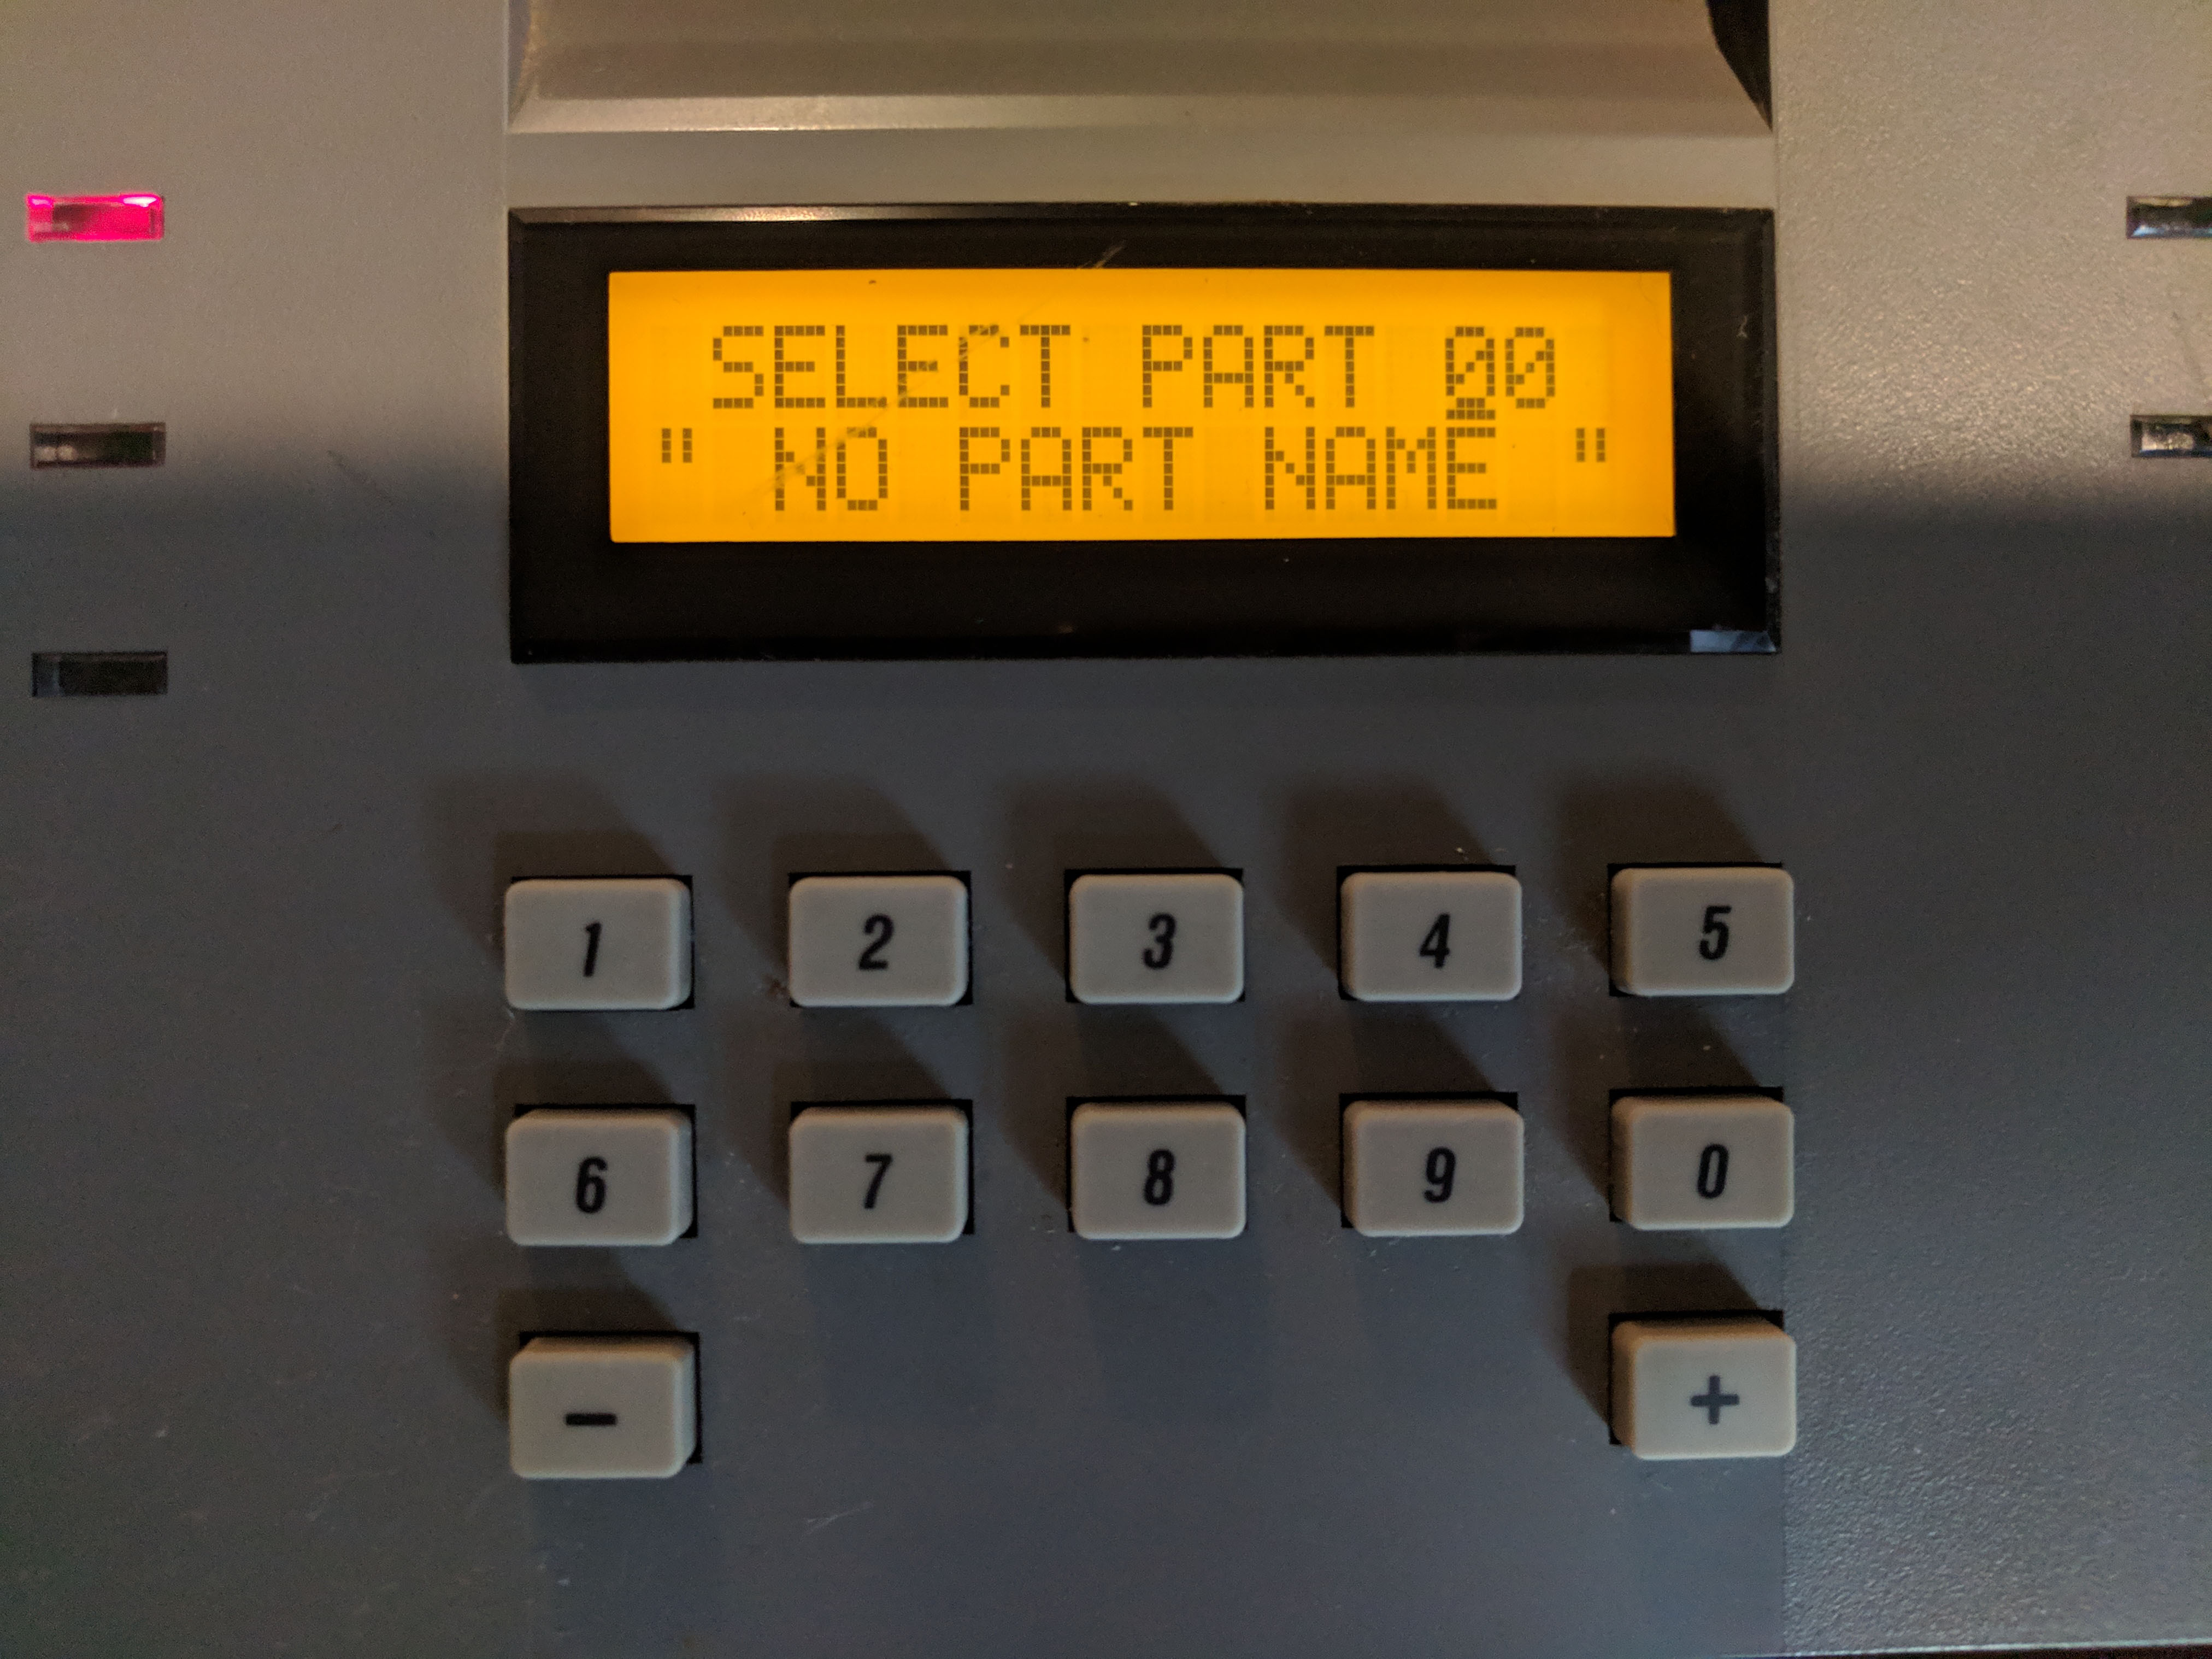 SELECT PART 00
" NO PART NAME "
1 2 3 4 5
6 7 8 9 0
- +